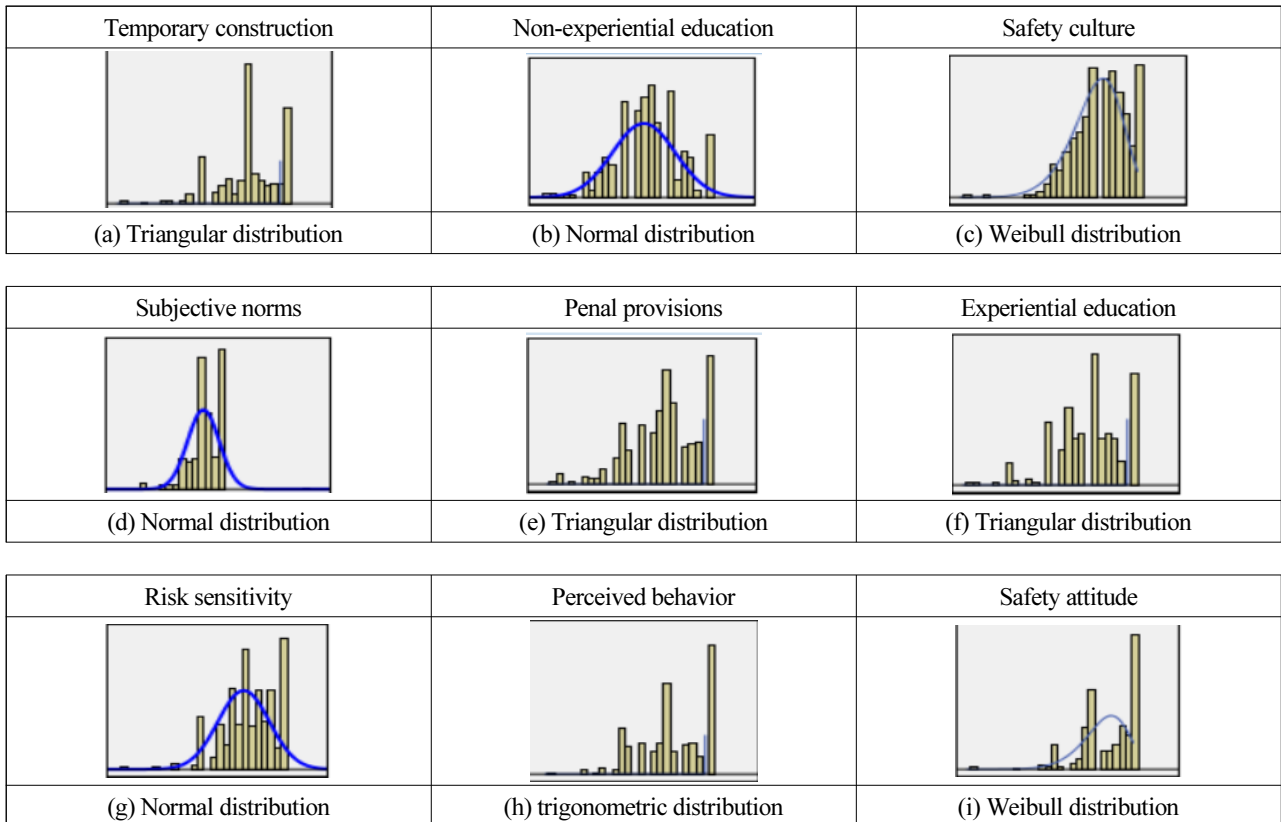 Temporary construction
Non-experiential education
Safety culture
(a) Triangular distribution
(b) Normal distribution
(c) Weibull distribution
Subjective norms
Penal provisions
Experiential education
(d) Normal distribution
(e) Triangular distribution
(f) Triangular distribution
Risk sensitivity
Perceived behavior
Safety attitude
(g) Normal distribution
(h) trigonometric distribution
(i) Weibull distribution